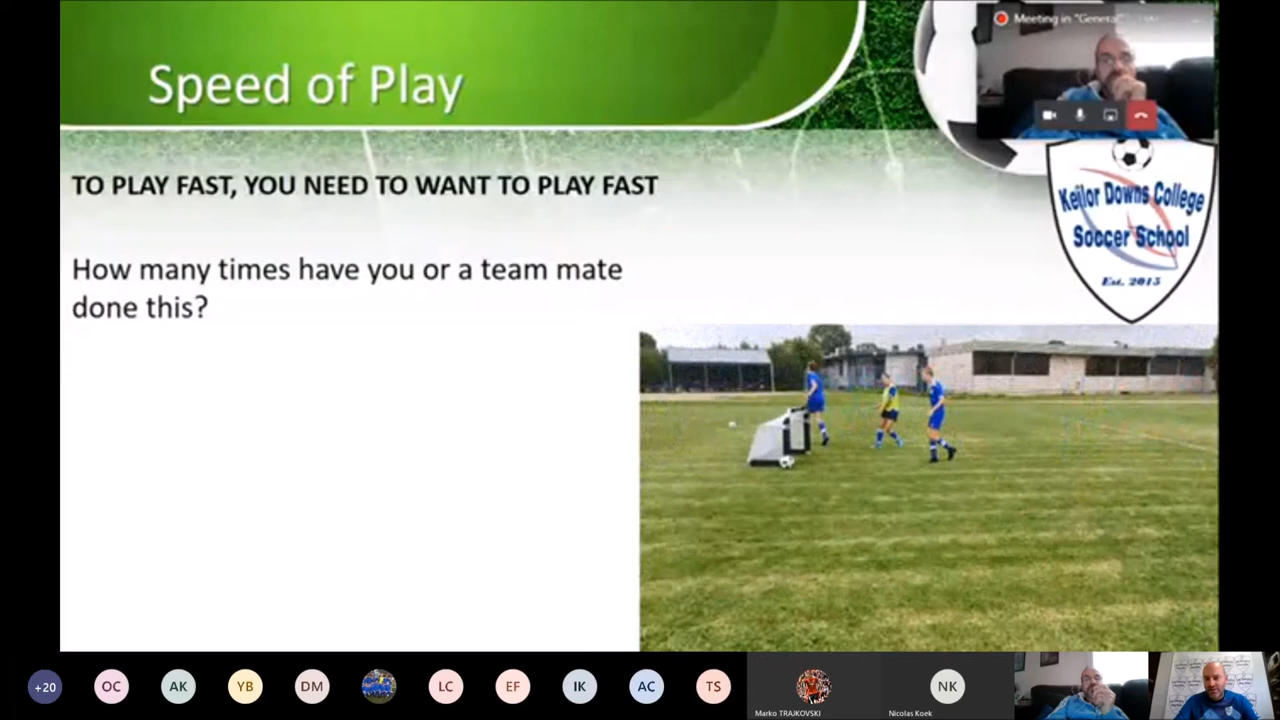 Speed of Play
Meeting in "General"
TO PLAY FAST, YOU NEED TO WANT TO PLAY FAST
Keilor Downs College
Soccer School
Est. 2015
How many times have you or a team mate
done this?
+20
OC
AK
YB
DM
LC
EF
IK
AC
TS
NK
Marko TRAJKOVSKI
Nicolas Koek